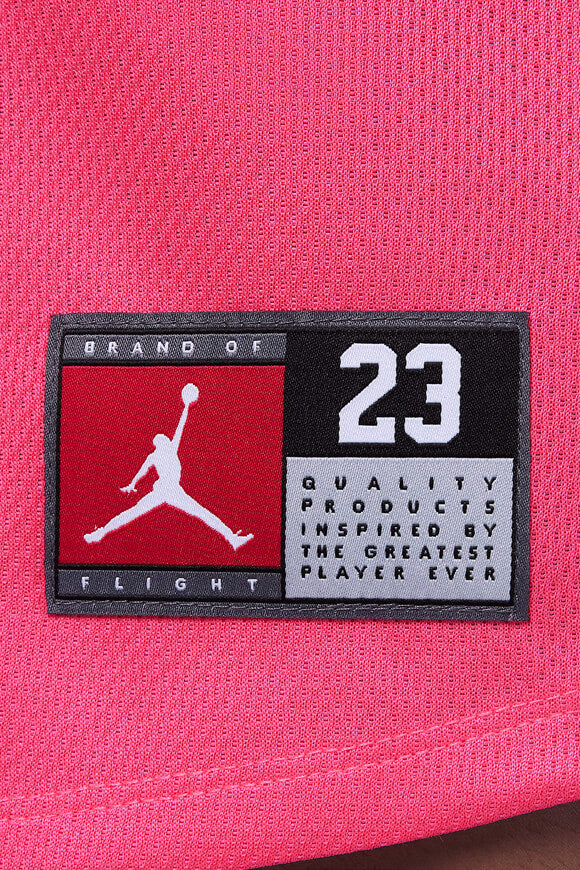 BRAND OF
FLIGHT
23
QUALITY
PRODUCTS
INSPIRED BY
THE GREATEST
PLAYER EVER